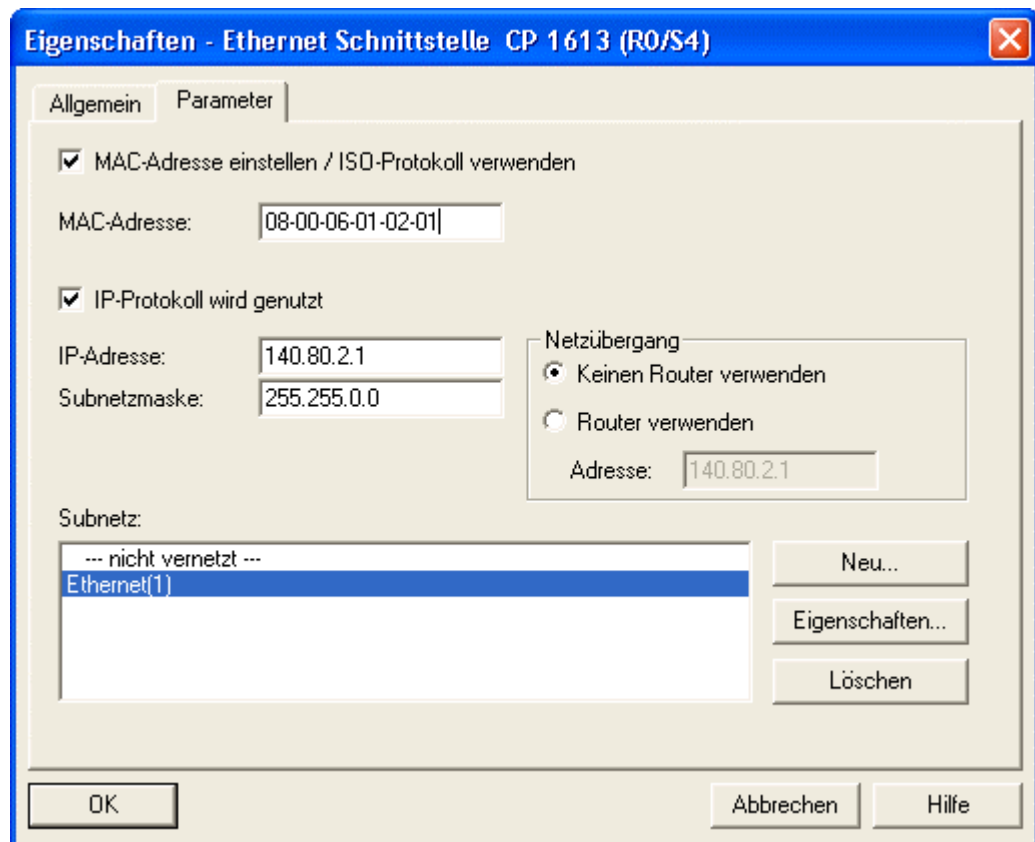 Eigenschaften - Ethernet Schnittstelle CP 1613 (R0/S4)
Allgemein
Parameter
MAC-Adresse einstellen / ISO-Protokoll verwenden
MAC-Adresse:
08-00-06-01-02-01
IP-Protokoll wird genutzt
IP-Adresse:
140.80.2.1
Subnetzmaske:
255.255.0.0
Netzübergang
Keinen Router verwenden
Router verwenden
Adresse:
140.80.2.1
Subnetz:
--- nicht vernetzt ---
Ethernet(1)
Neu...
Eigenschaften...
Löschen
OK
Abbrechen
Hilfe